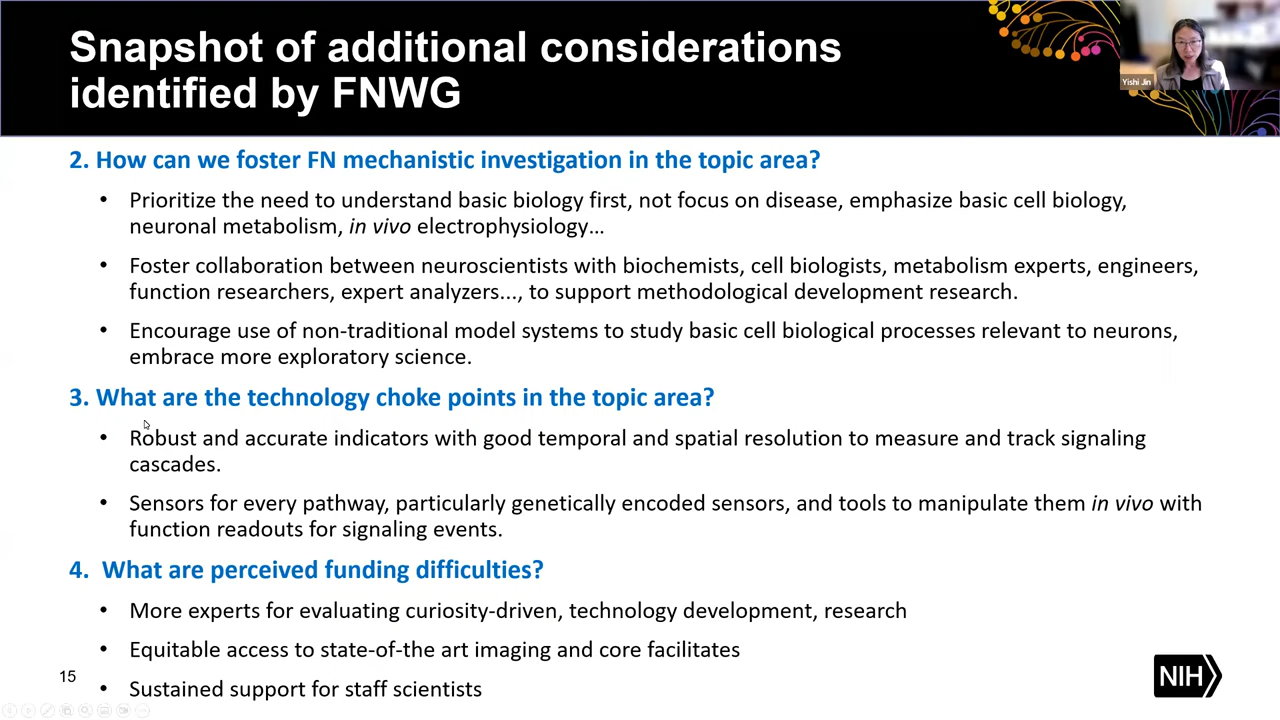 Snapshot of additional considerations
identified by FNWG
Yishi Jin
2. How can we foster FN mechanistic investigation in the topic area?
• Prioritize the need to understand basic biology first, not focus on disease, emphasize basic cell biology,
neuronal metabolism, in vivo electrophysiology…
• Foster collaboration between neuroscientists with biochemists, cell biologists, metabolism experts, engineers,
function researchers, expert analyzers..., to support methodological development research.
• Encourage use of non-traditional model systems to study basic cell biological processes relevant to neurons,
embrace more exploratory science.
3. What are the technology choke points in the topic area?
• Robust and accurate indicators with good temporal and spatial resolution to measure and track signaling
cascades.
• Sensors for every pathway, particularly genetically encoded sensors, and tools to manipulate them in vivo with
function readouts for signaling events.
4. What are perceived funding difficulties?
• More experts for evaluating curiosity-driven, technology development, research
• Equitable access to state-of-the art imaging and core facilitates
• Sustained support for staff scientists
15
NIH